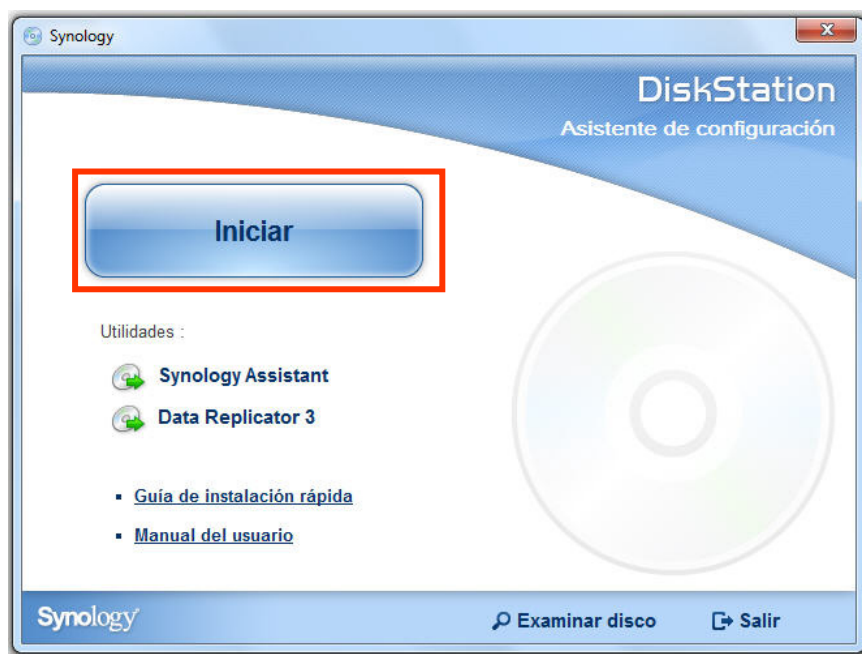 Synology
DiskStation
Asistente de configuración
Iniciar
Utilidades :
Synology Assistant
Data Replicator 3
Guía de instalación rápida
Manual del usuario
Synology
Examinar disco
Salir